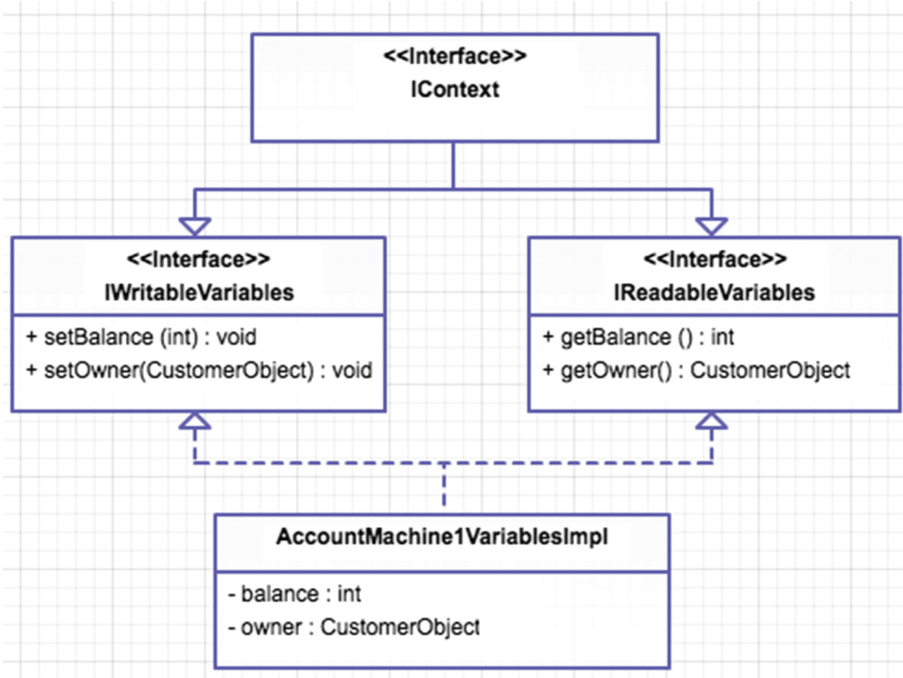 <<Interface>>
IContext
<<Interface>>
IWritableVariables
+ setBalance (int) : void
+ setOwner(CustomerObject) : void
<<Interface>>
IReadableVariables
+ getBalance () : int
+ getOwner() : CustomerObject
AccountMachine1VariablesImpl
- balance : int
- owner : CustomerObject